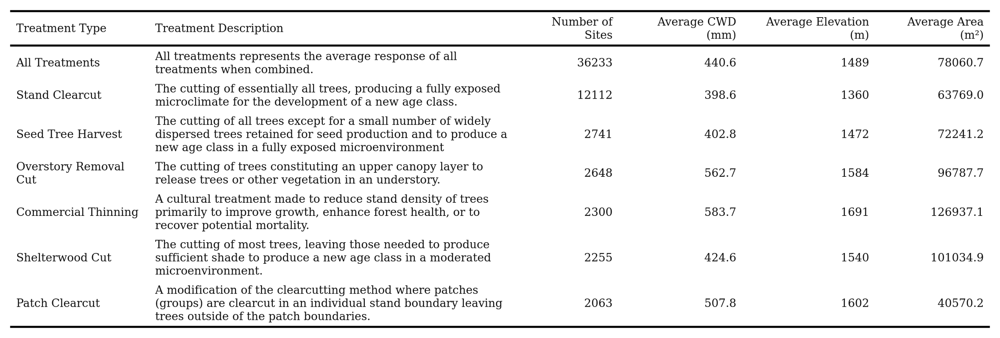 Treatment Type Treatment Description Number of Sites Average CWD (mm) Average Elevation (m) Average Area (m²)
All Treatments All treatments represents the average response of all
treatments when combined. 36233 440.6 1489 78060.7
Stand Clearcut The cutting of essentially all trees, producing a fully exposed
microclimate for the development of a new age class. 12112 398.6 1360 63769.0
Seed Tree Harvest The cutting of all trees except for a small number of widely
dispersed trees retained for seed production and to produce a
new age class in a fully exposed microenvironment 2741 402.8 1472 72241.2
Overstory Removal Cut The cutting of trees constituting an upper canopy layer to
release trees or other vegetation in an understory. 2648 562.7 1584 96787.7
Commercial Thinning A cultural treatment made to reduce stand density of trees
primarily to improve growth, enhance forest health, or to
recover potential mortality. 2300 583.7 1691 126937.1
Shelterwood Cut The cutting of most trees, leaving those needed to produce
sufficient shade to produce a new age class in a moderated
microenvironment. 2255 424.6 1540 101034.9
Patch Clearcut A modification of the clearcutting method where patches
(groups) are clearcut in an individual stand boundary leaving
trees outside of the patch boundaries. 2063 507.8 1602 40570.2